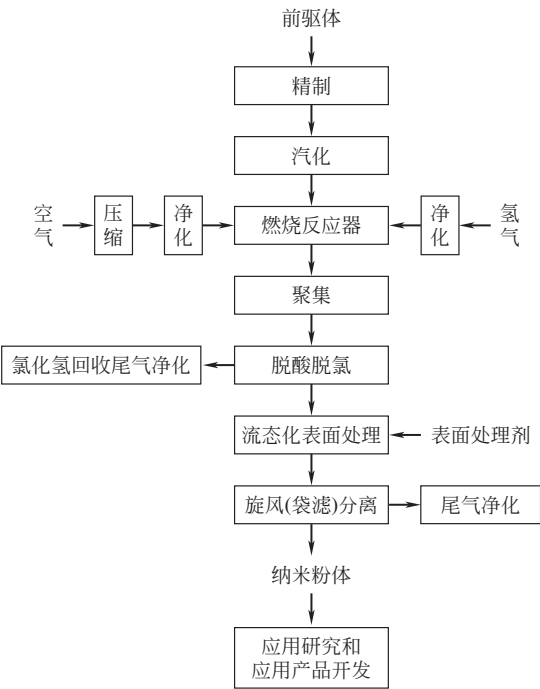 前驱体
精制
汽化
空气
压缩
净化
燃烧反应器
净化
氢气
聚集
氯化氢回收尾气净化
脱酸脱氯
流态化表面处理
表面处理剂
旋风(袋滤)分离
尾气净化
纳米粉体
应用研究和
应用产品开发